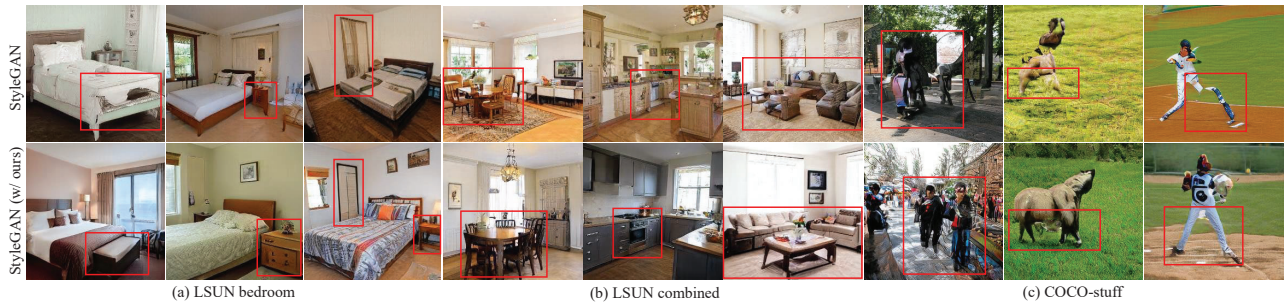 StyleGAN
StyleGAN (w/ ours)
(a) LSUN bedroom
(b) LSUN combined
(c) COCO-stuff